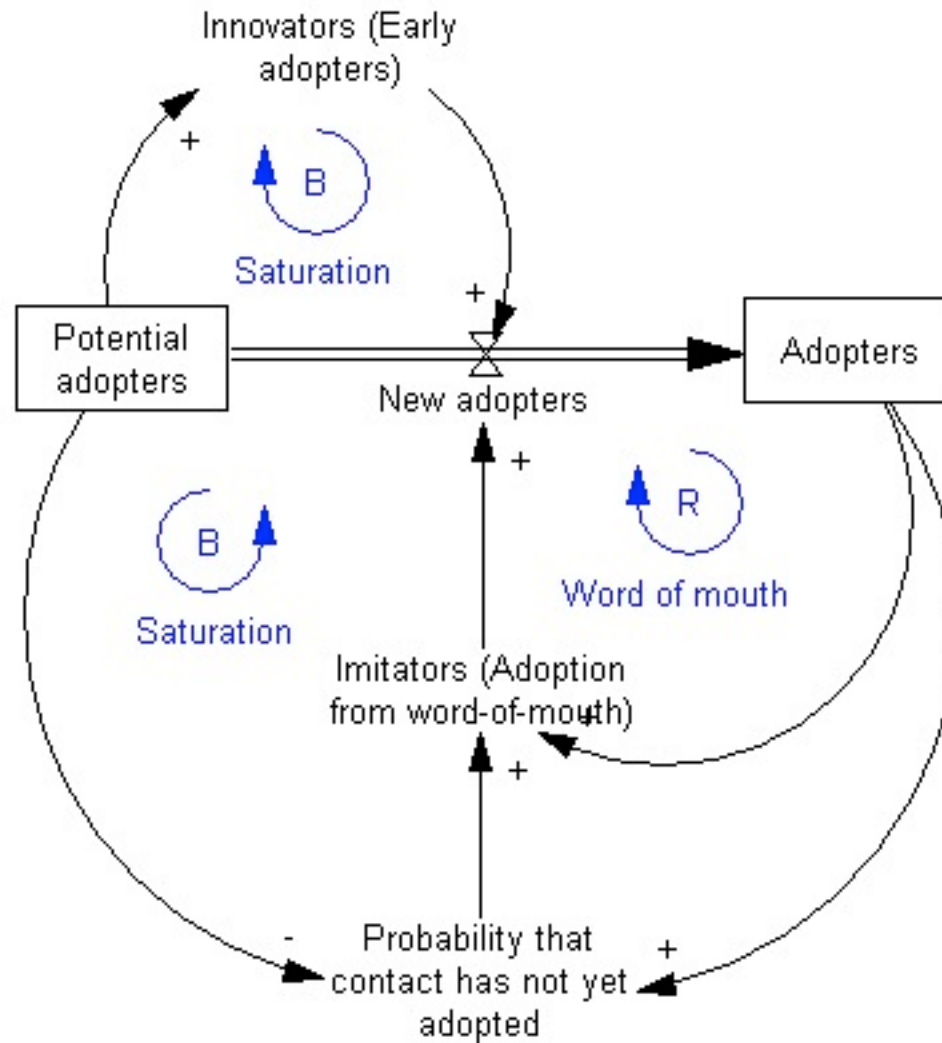 Innovators (Early
adopters)
+
B
Saturation
+
Potential
adopters
Adopters
New adopters
+
B
Saturation
R
Word of mouth
Imitators (Adoption
from word-of-mouth)
+
+
-
Probability that
contact has not yet
adopted
+